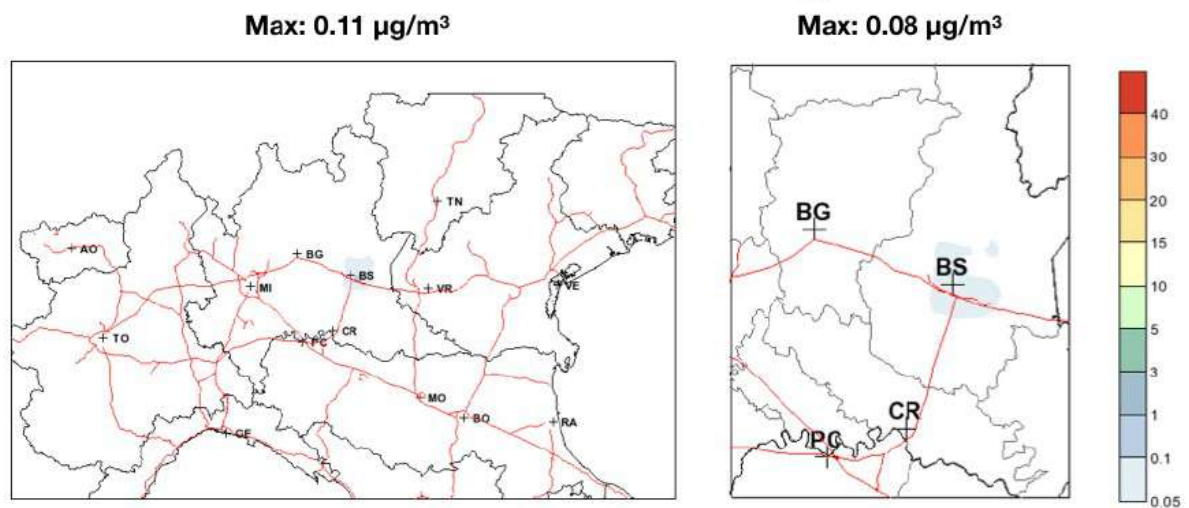 Max: 0.11 µg/m³
Max: 0.08 µg/m³
TN
AO
BG
BS
MI
VR
VE
TO
CR
PC
MO
BO
RA
GE
BG
BS
CR
PC
40
30
20
15
10
5
3
1
0.1
0.05